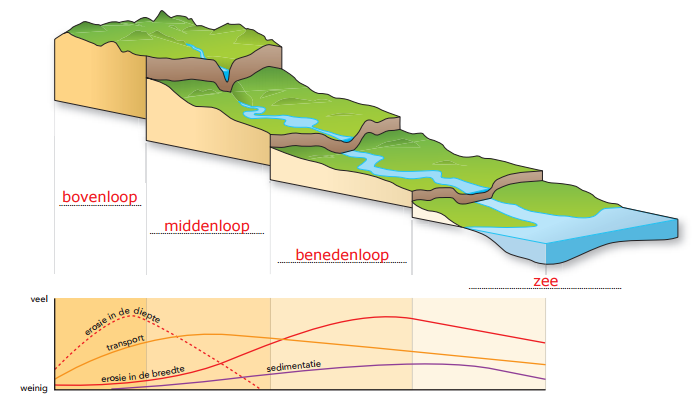 bovenloop
middenloop
benedenloop
zee
veel
erosie in de diepte
transport
erosie in de breedte
sedimentatie
weinig